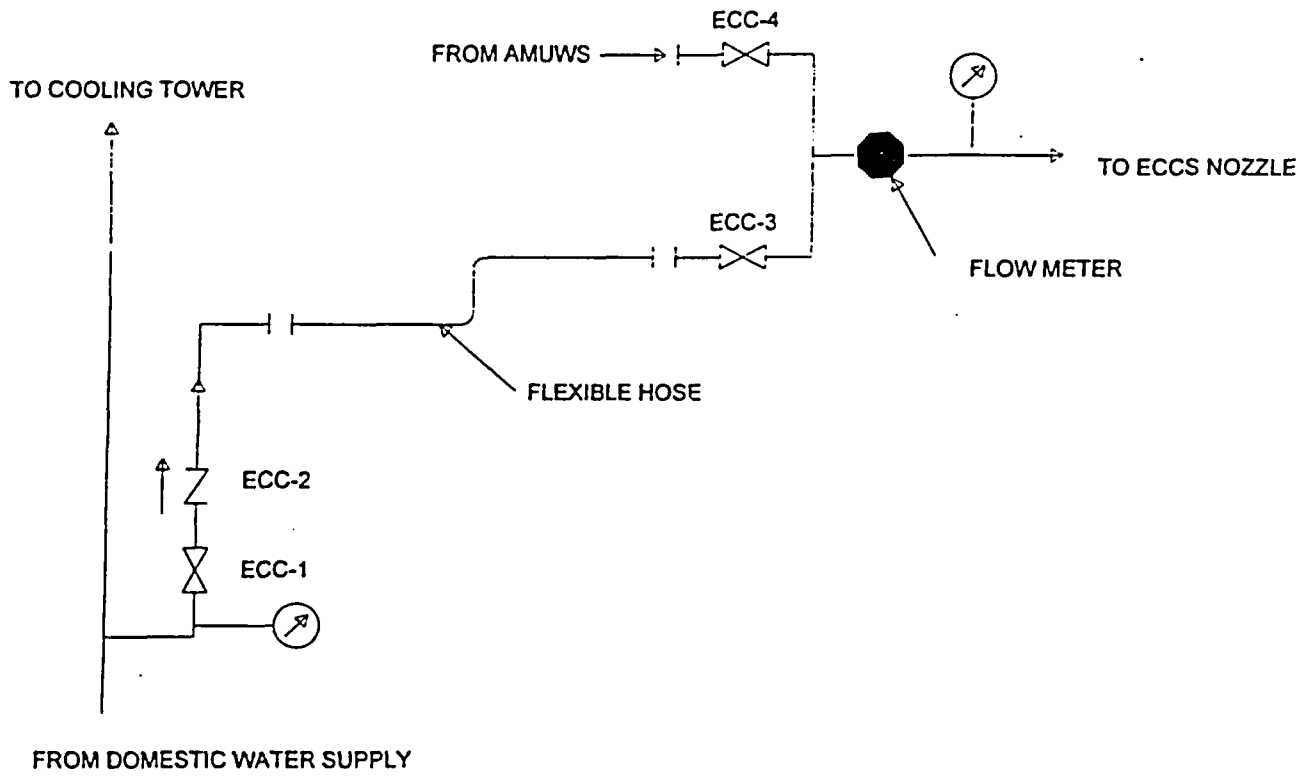 ECC-4
FROM AMUWS
TO COOLING TOWER
TO ECCS NOZZLE
ECC-3
FLOW METER
FLEXIBLE HOSE
ECC-2
ECC-1
FROM DOMESTIC WATER SUPPLY